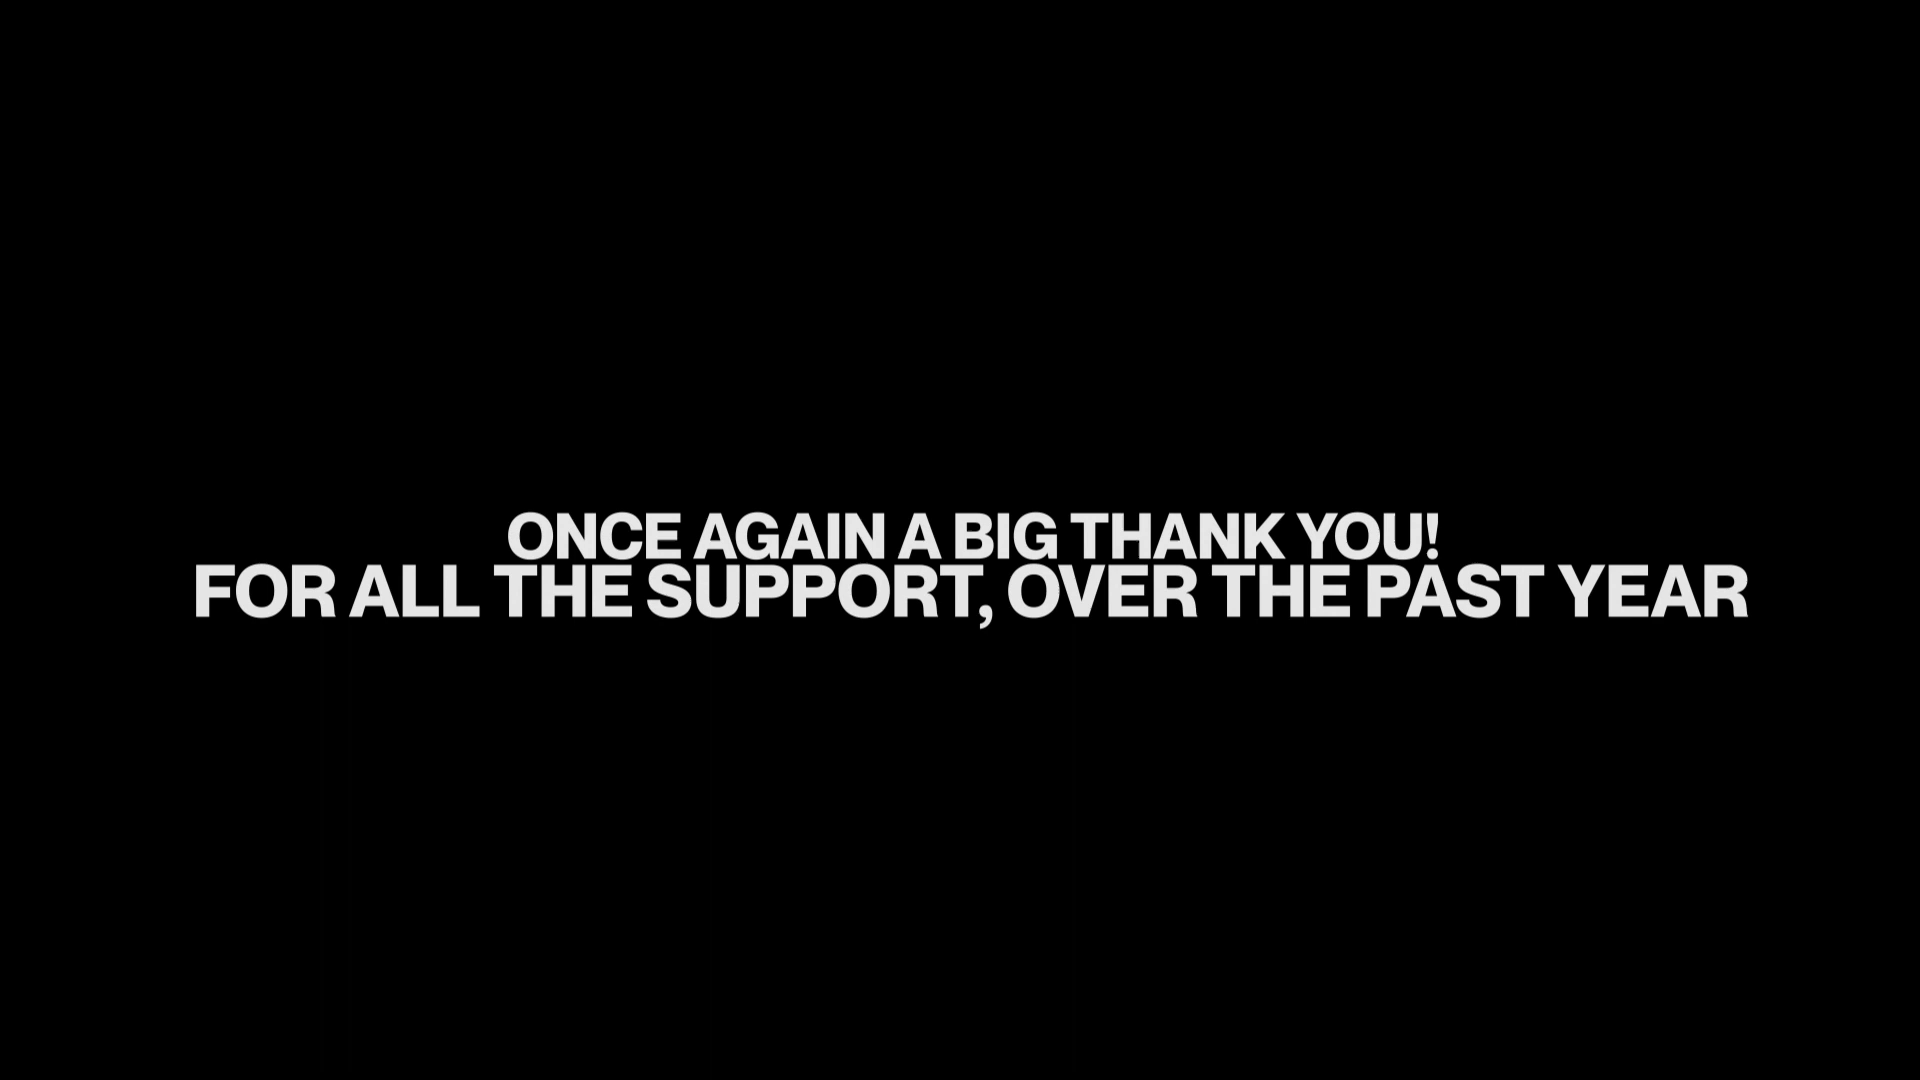 ONCE AGAIN A BIG THANK YOU!
FOR ALL THE SUPPORT, OVER THE PAST YEAR